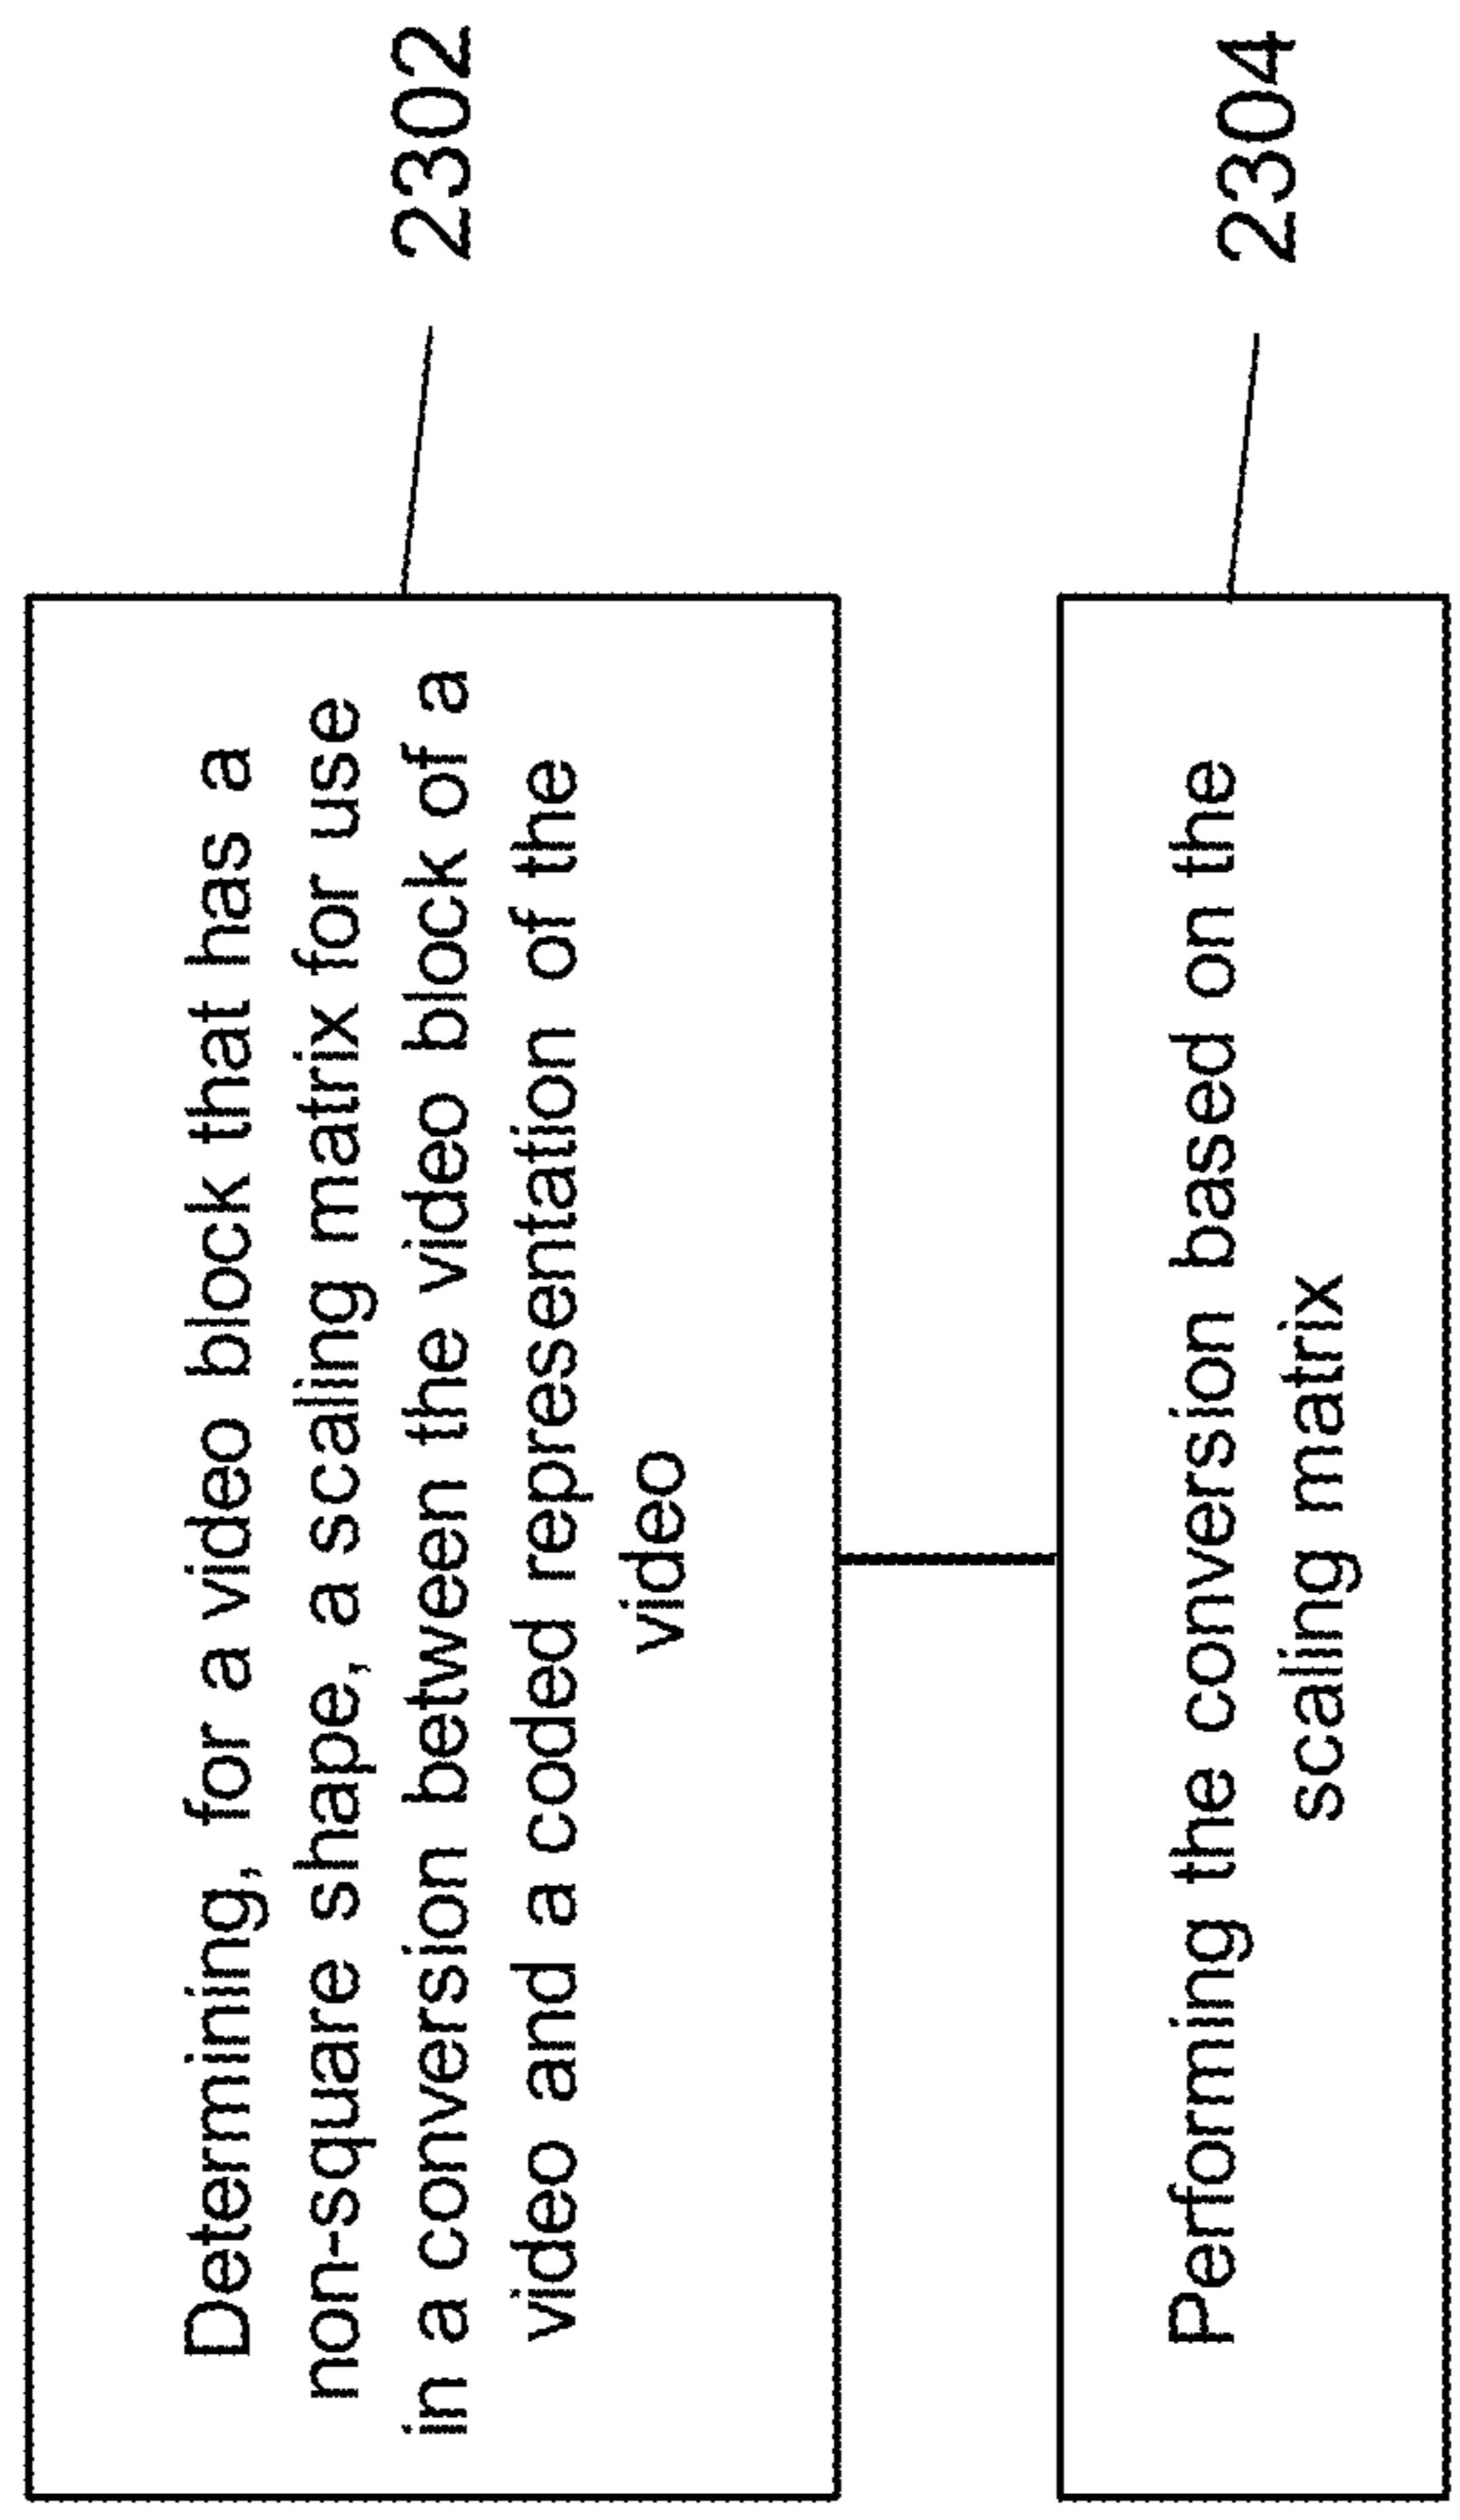 Determining, for a video block that has a
non-square shape, a scaling matrix for use
in a conversion between the video block of a
video and a coded representation of the
video
2302
Performing the conversion based on the
scaling matrix
2304